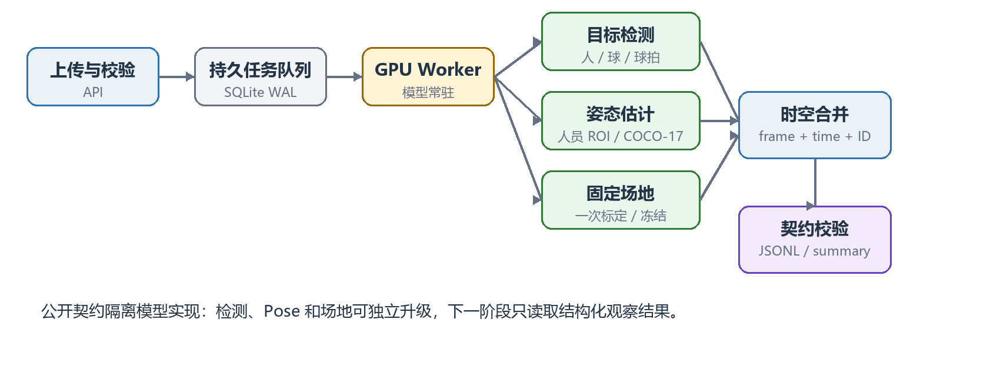 上传与校验
API
持久任务队列
SQLite WAL
GPU Worker
模型常驻
目标检测
人 / 球 / 球拍
姿态估计
人员 ROI / COCO-17
固定场地
一次标定 / 冻结
时空合并
frame + time + ID
契约校验
JSONL / summary
公开契约隔离模型实现：检测、Pose 和场地可独立升级，下一阶段只读取结构化观察结果。